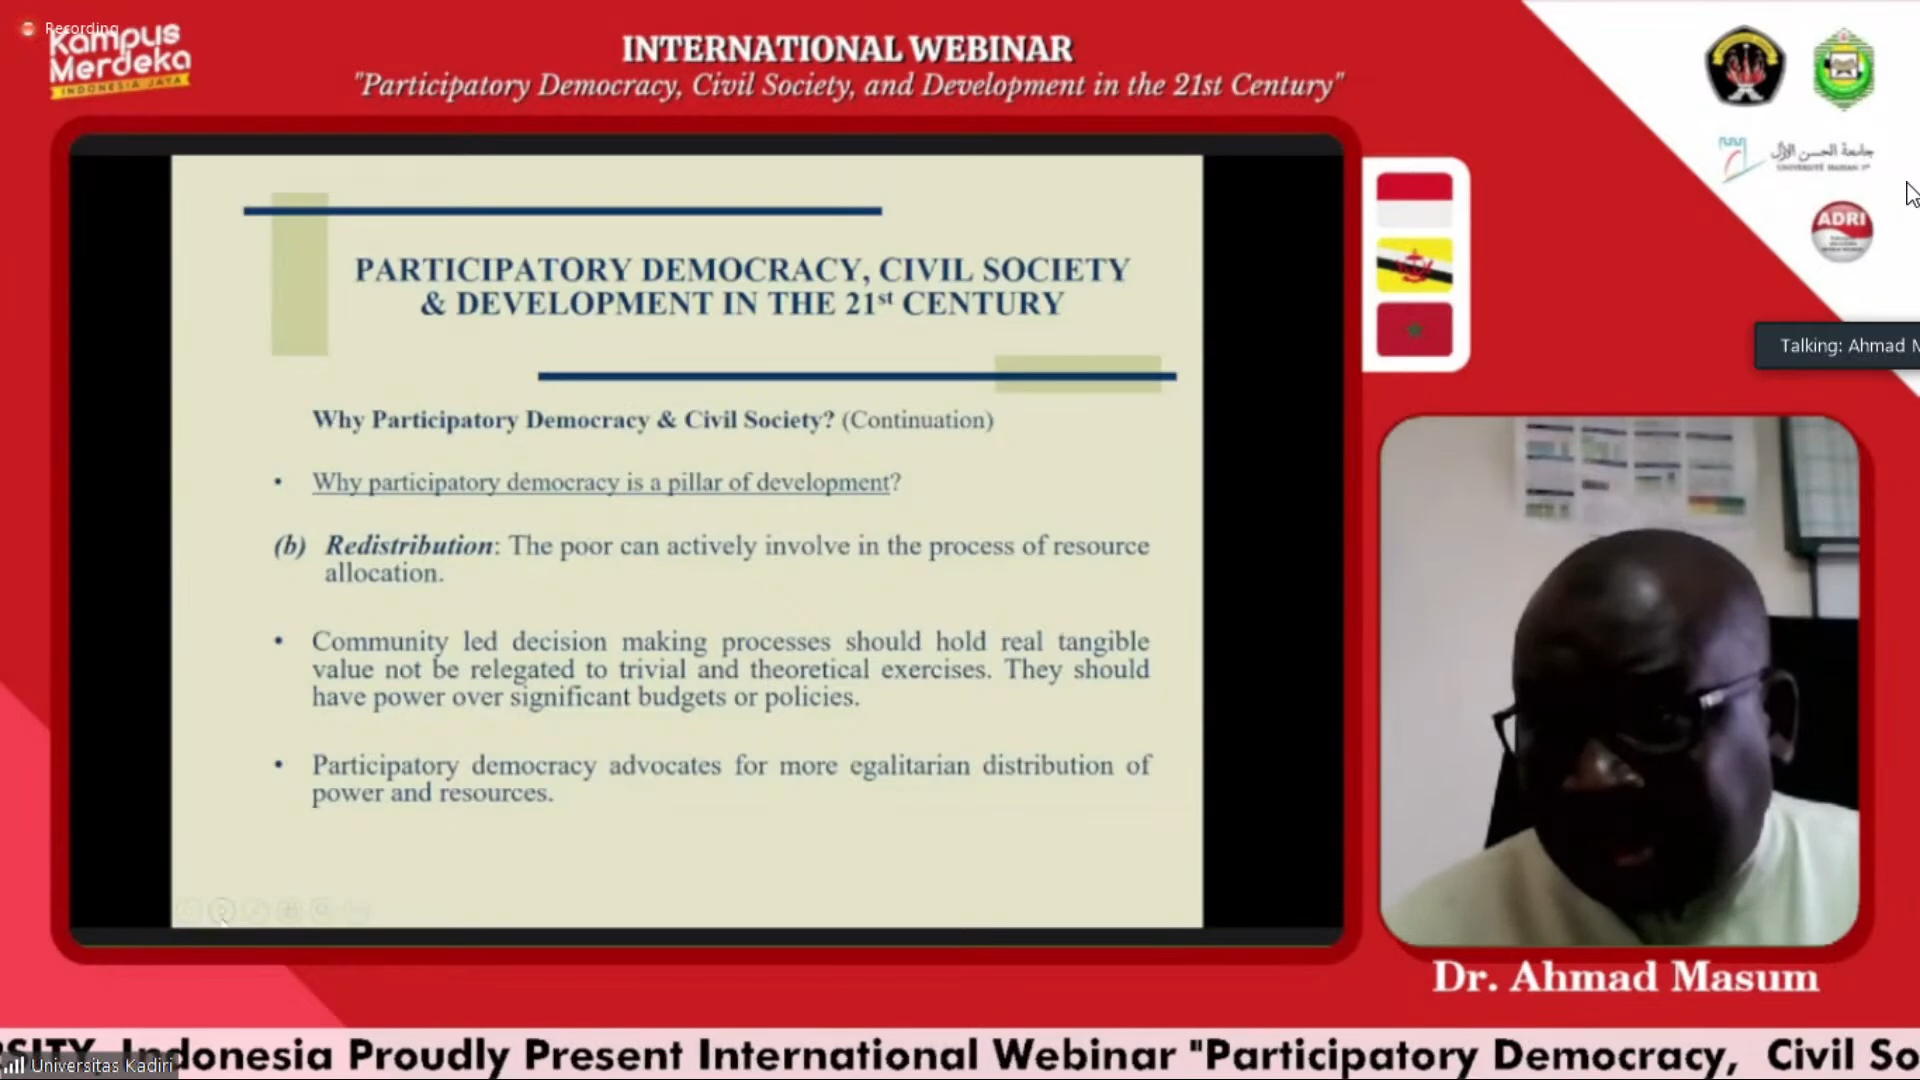 Recording
Kampus
Merdeka
INDONESIA JAYA
INTERNATIONAL WEBINAR
"Participatory Democracy, Civil Society, and Development in the 21st Century"
جامعة الحسن الأول
UNIVERSITÉ HASSAN 1er
ADRI
Talking: Ahmad M
PARTICIPATORY DEMOCRACY, CIVIL SOCIETY
& DEVELOPMENT IN THE 21st CENTURY
Why Participatory Democracy & Civil Society? (Continuation)
• Why participatory democracy is a pillar of development?
(b) Redistribution: The poor can actively involve in the process of resource
allocation.
• Community led decision making processes should hold real tangible
value not be relegated to trivial and theoretical exercises. They should
have power over significant budgets or policies.
• Participatory democracy advocates for more egalitarian distribution of
power and resources.
Dr. Ahmad Masum
SITY, Indonesia Proudly Present International Webinar "Participatory Democracy, Civil So
Universitas Kadiri